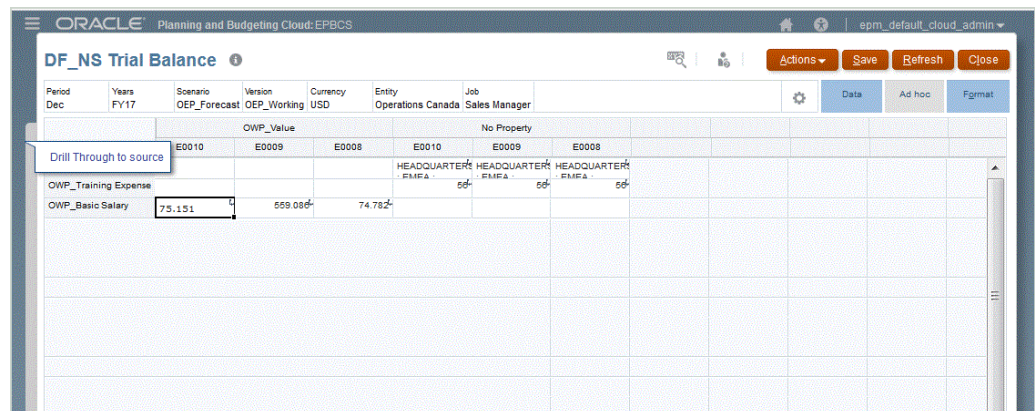 ORACLE Planning and Budgeting Cloud: EPBCS epm_default_cloud_admin
DF_NS Trial Balance Actions Save Refresh Close
Period Years Scenario Version Currency Entity Job
Dec FY17 OEP_Forecast OEP_Working USD Operations Canada Sales Manager
Data Ad hoc Format
OWP_Value No Property
E0010 E0009 E0008 E0010 E0009 E0008
Drill Through to source
HEADQUARTERS HEADQUARTERS HEADQUARTERS
: EMEA : : EMEA : : EMEA :
OWP_Training Expense 56 56 56
OWP_Basic Salary 75.151 559.086 74.782